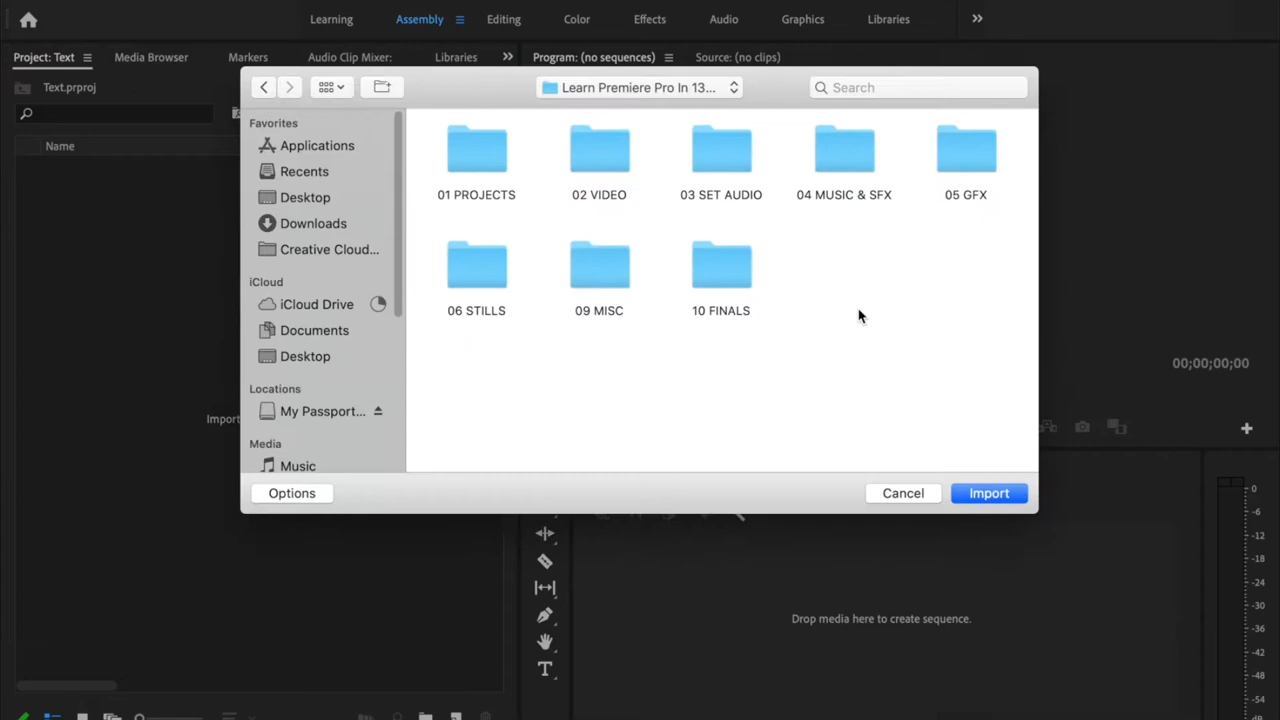 Learning
Assembly
Editing
Color
Effects
Audio
Graphics
Libraries
Project: Text
Media Browser
Markers
Audio Clip Mixer:
Libraries
Program: (no sequences)
Source: (no clips)
Text.prproj
Name
Learn Premiere Pro In 13...
Search
Favorites
Applications
Recents
Desktop
Downloads
Creative Cloud...
iCloud
iCloud Drive
Documents
Desktop
Locations
My Passport...
Media
Music
01 PROJECTS
02 VIDEO
03 SET AUDIO
04 MUSIC & SFX
05 GFX
06 STILLS
09 MISC
10 FINALS
Options
Cancel
Import
Import
00;00;00;00
Drop media here to create sequence.
0
-6
-12
-18
-24
-30
-36
-42
-48
-54
dB